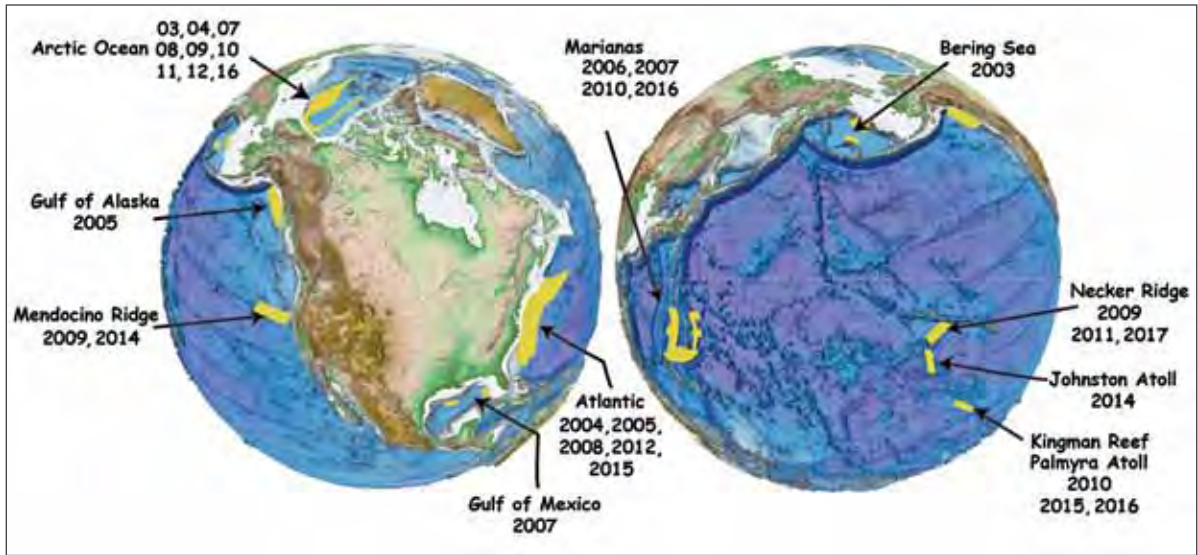 03,04,07
Arctic Ocean 08,09,10
11,12,16
Gulf of Alaska
2005
Mendocino Ridge
2009,2014
Atlantic
2004,2005,
2008,2012,
2015
Gulf of Mexico
2007
Marianas
2006,2007
2010,2016
Bering Sea
2003
Necker Ridge
2009
2011,2017
Johnston Atoll
2014
Kingman Reef
Palmyra Atoll
2010
2015,2016